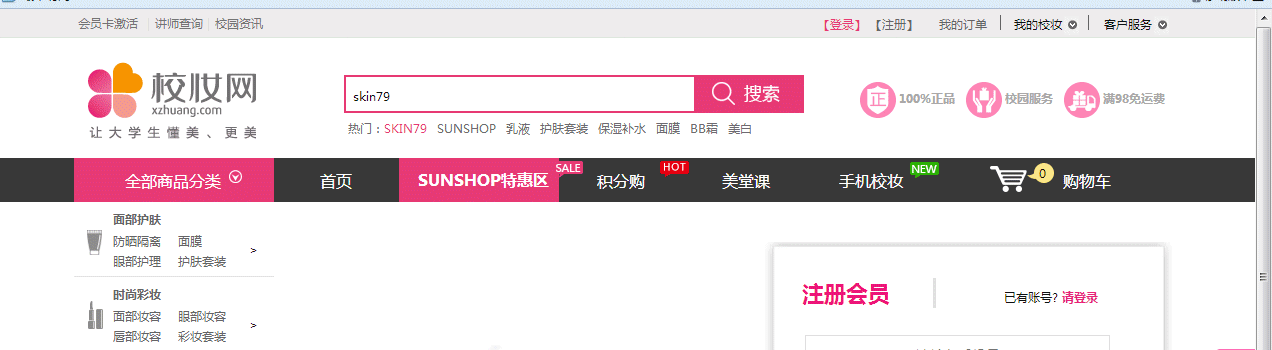 会员卡激活 讲师查询 校园资讯 【登录】 【注册】 我的订单 我的校妆 客户服务
校妆网
xzhuang.com
让大学生懂美、更美
skin79 搜索
正 100%正品 校园服务 满98免运费
热门：SKIN79 SUNSHOP 乳液 护肤套装 保湿补水 面膜 BB霜 美白
全部商品分类 首页 SUNSHOP特惠区 SALE 积分购 HOT 美堂课 手机校妆 NEW 0 购物车
面部护肤
防晒隔离 面膜
眼部护理 护肤套装 >
时尚彩妆
面部妆容 眼部妆容
唇部妆容 彩妆套装 >
注册会员 已有账号? 请登录